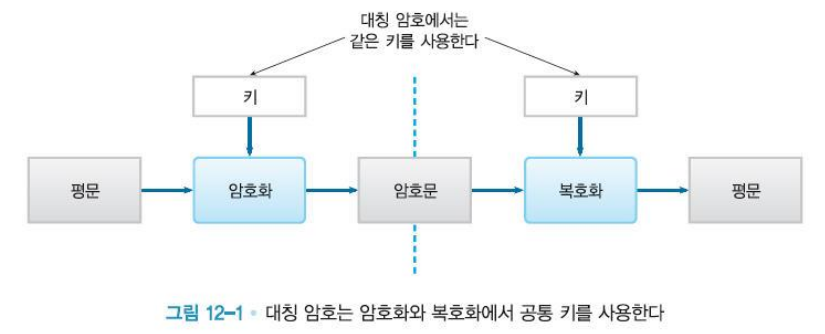 대칭 암호에서는
같은 키를 사용한다
키
키
평문
암호화
암호문
복호화
평문
그림 12-1 • 대칭 암호는 암호화와 복호화에서 공통 키를 사용한다